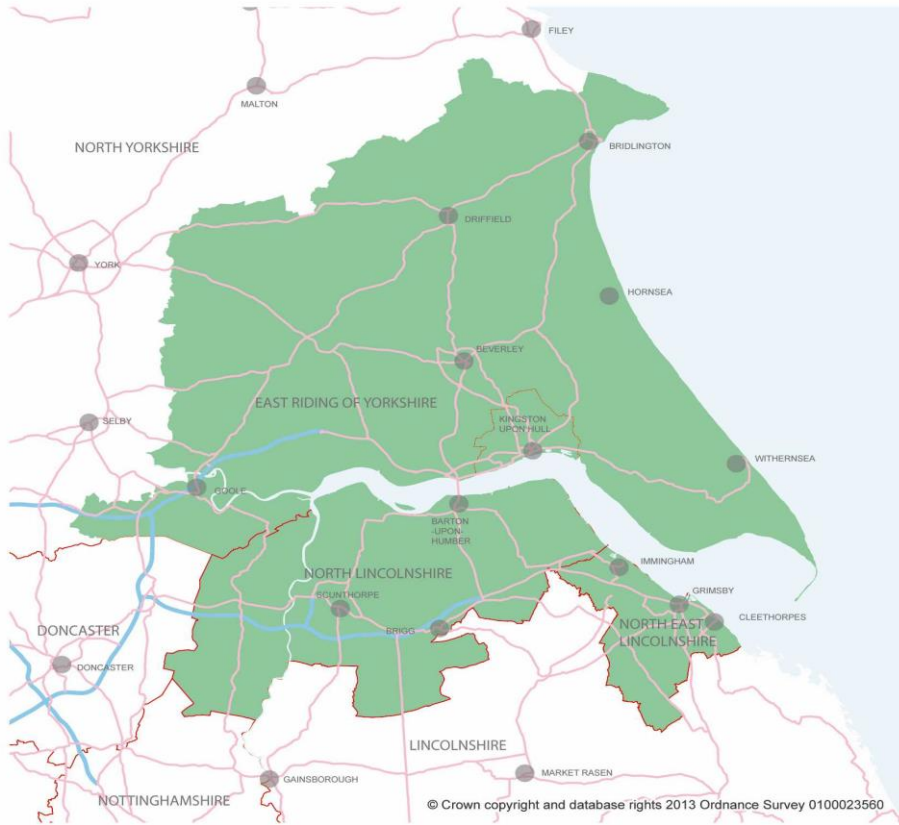 FILEY
MALTON
NORTH YORKSHIRE
BRIDLINGTON
DRIFFIELD
YORK
HORNSEA
BEVERLEY
EAST RIDING OF YORKSHIRE
KINGSTON
UPON HULL
SELBY
WITHERNSEA
GOOLE
BARTON
-UPON-
HUMBER
IMMINGHAM
NORTH LINCOLNSHIRE
SCUNTHORPE
GRIMSBY
CLEETHORPES
NORTH EAST
LINCOLNSHIRE
BRIGG
DONCASTER
DONCASTER
LINCOLNSHIRE
MARKET RASEN
GAINSBOROUGH
NOTTINGHAMSHIRE
© Crown copyright and database rights 2013 Ordnance Survey 0100023560